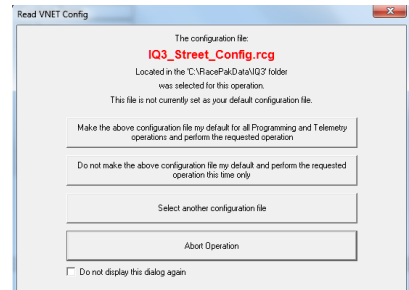 Read VNET Config
The configuration file:
IQ3_Street_Config.rcg
Located in the 'C:\RacePakData\IQ3' folder
was selected for this operation.
This file is not currently set as your default configuration file.
Make the above configuration file my default for all Programming and Telemetry
operations and perform the requested operation
Do not make the above configuration file my default and perform the requested
operation this time only
Select another configuration file
Abort Operation
Do not display this dialog again